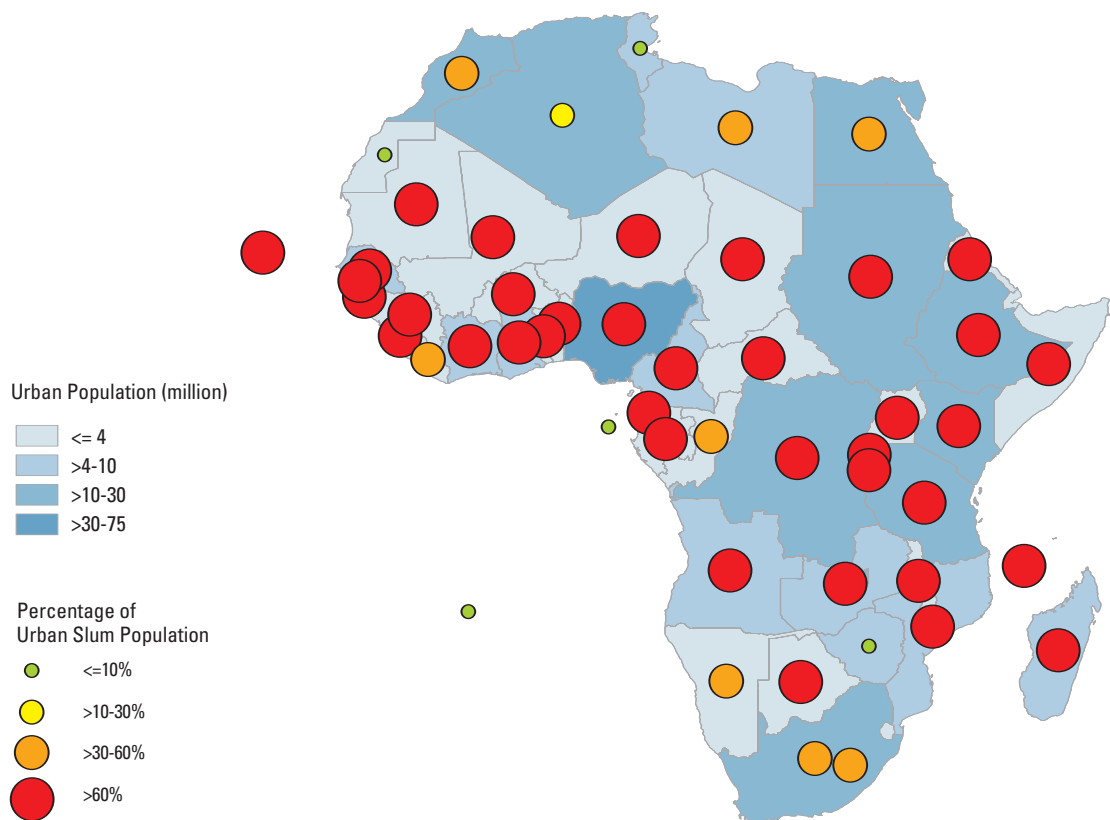 Urban Population (million)
<= 4
>4-10
>10-30
>30-75
Percentage of
Urban Slum Population
<=10%
>10-30%
>30-60%
>60%